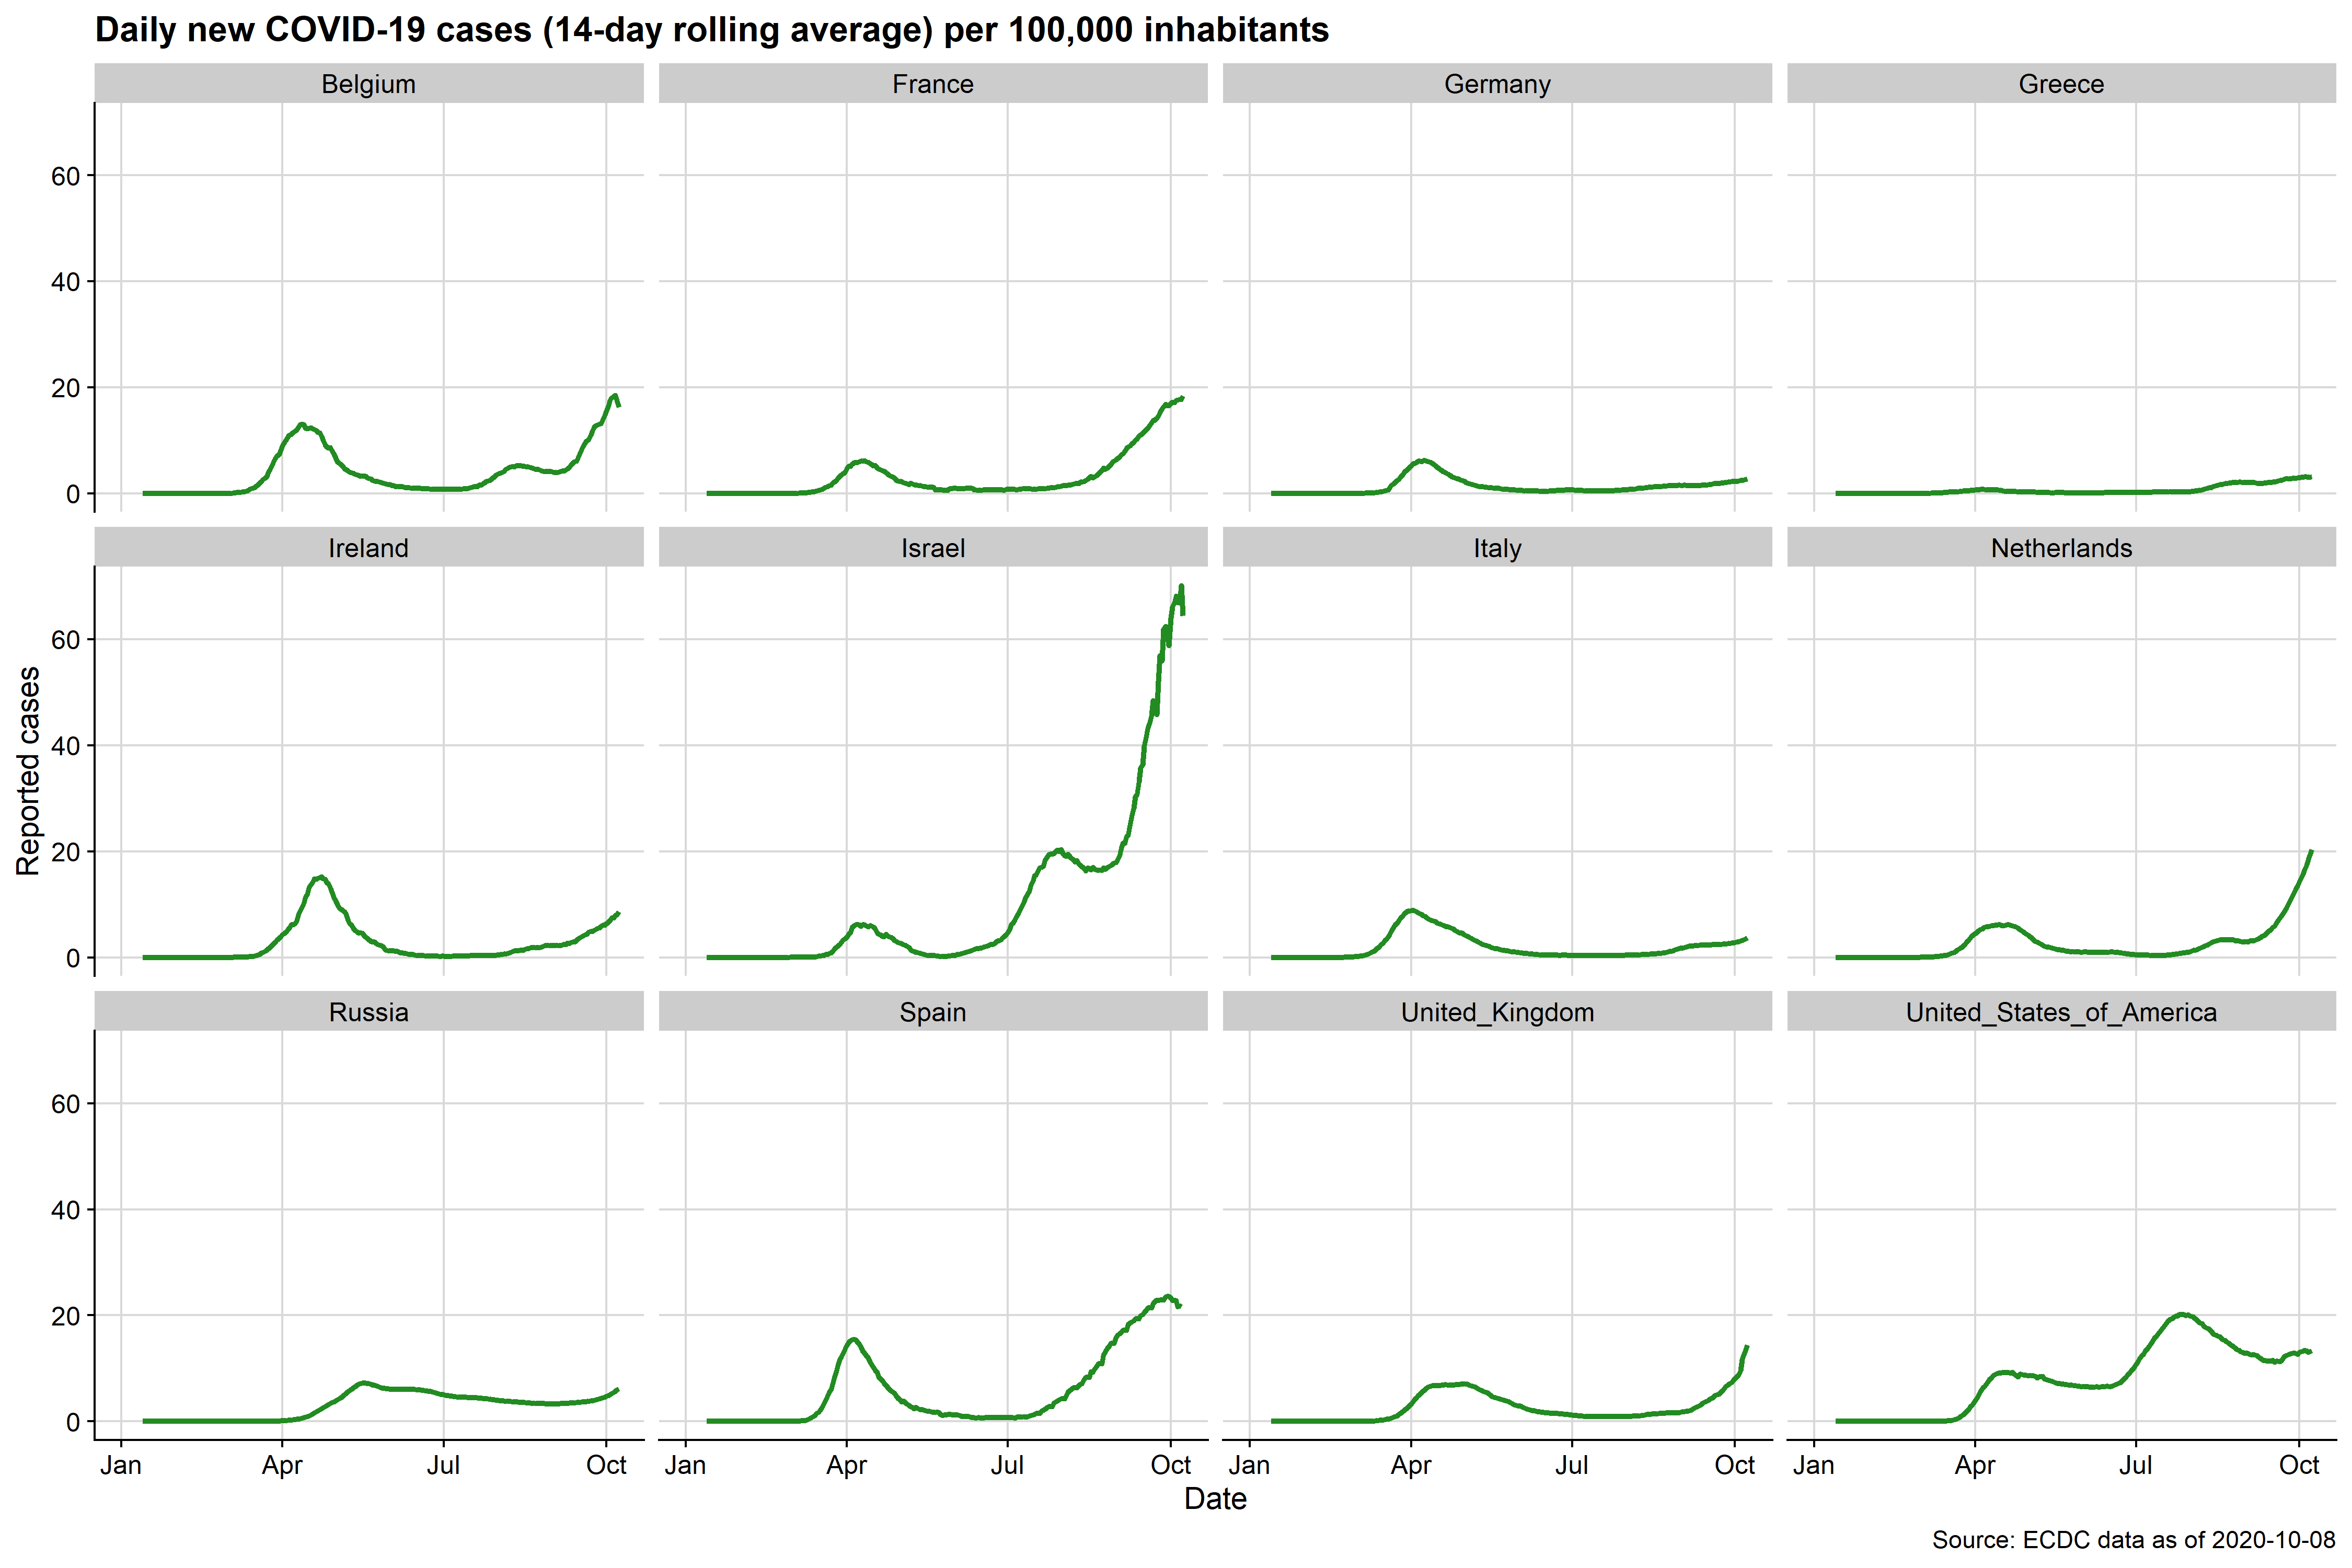 Daily new COVID-19 cases (14-day rolling average) per 100,000 inhabitants
Belgium France Germany Greece
60
40
20
0
Ireland Israel Italy Netherlands
60
40
20
0
Reported cases
Russia Spain United_Kingdom United_States_of_America
60
40
20
0
Jan Apr Jul Oct Jan Apr Jul Oct Jan Apr Jul Oct Jan Apr Jul Oct
Date
Source: ECDC data as of 2020-10-08